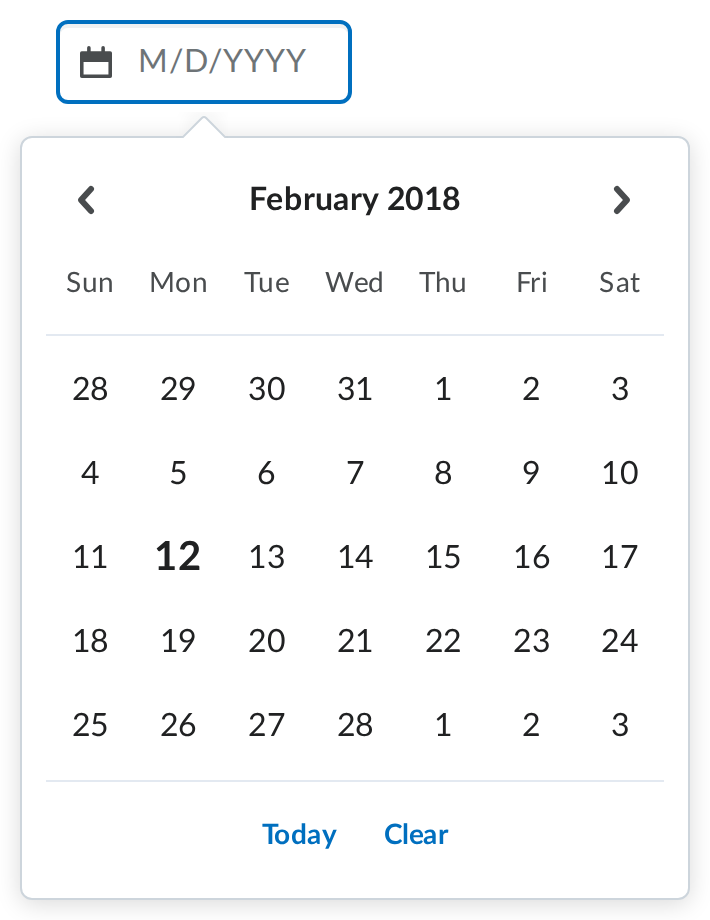 M/D/YYYY
February 2018
Sun Mon Tue Wed Thu Fri Sat
28 29 30 31 1 2 3
4 5 6 7 8 9 10
11 12 13 14 15 16 17
18 19 20 21 22 23 24
25 26 27 28 1 2 3
Today Clear